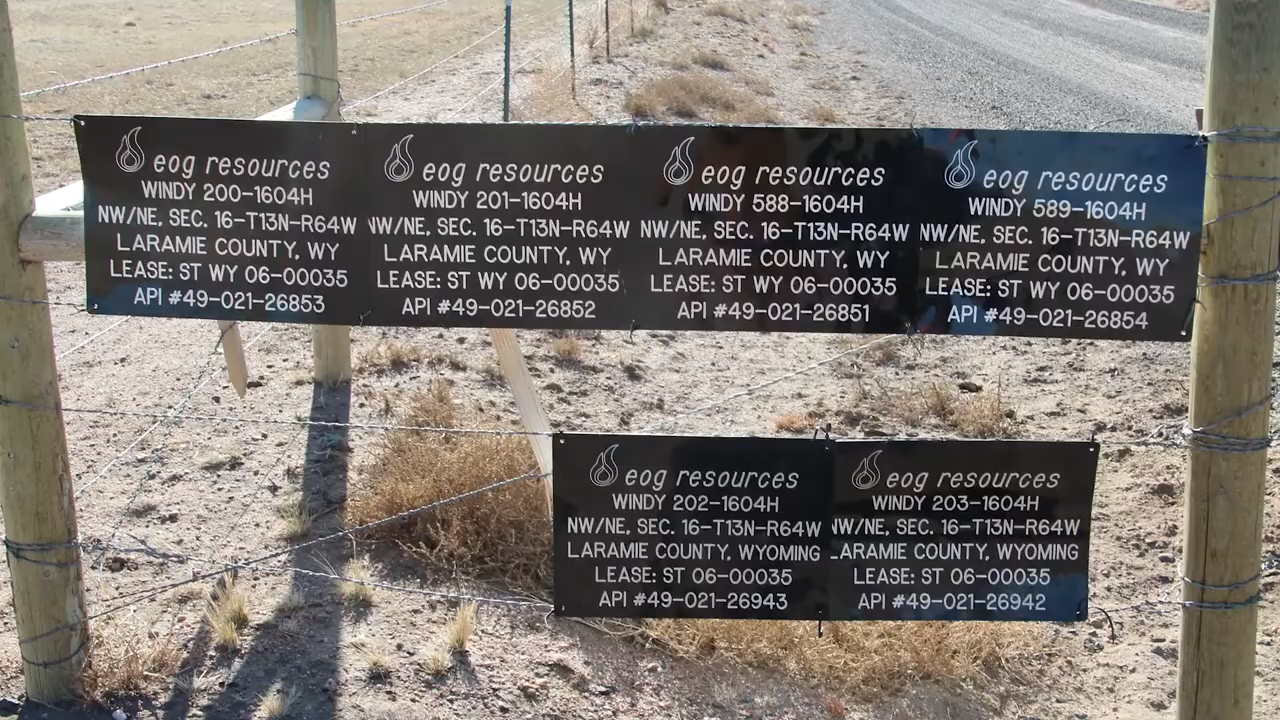 eog resources
WINDY 200-1604H
NW/NE, SEC. 16-T13N-R64W
LARAMIE COUNTY, WY
LEASE: ST WY 06-00035
API #49-021-26853
eog resources
WINDY 201-1604H
NW/NE, SEC. 16-T13N-R64W
LARAMIE COUNTY, WY
LEASE: ST WY 06-00035
API #49-021-26852
eog resources
WINDY 588-1604H
NW/NE, SEC. 16-T13N-R64W
LARAMIE COUNTY, WY
LEASE: ST WY 06-00035
API #49-021-26851
eog resources
WINDY 589-1604H
NW/NE, SEC. 16-T13N-R64W
LARAMIE COUNTY, WY
LEASE: ST WY 06-00035
API #49-021-26854
eog resources
WINDY 202-1604H
NW/NE, SEC. 16-T13N-R64W
LARAMIE COUNTY, WYOMING
LEASE: ST 06-00035
API #49-021-26943
eog resources
WINDY 203-1604H
NW/NE, SEC. 16-T13N-R64W
LARAMIE COUNTY, WYOMING
LEASE: ST 06-00035
API #49-021-26942